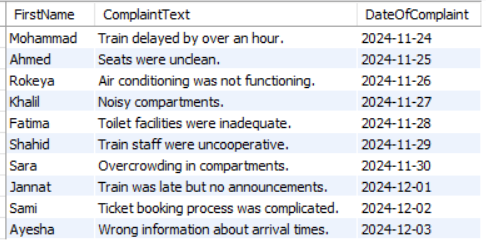 FirstName ComplaintText DateOfComplaint
Mohammad Train delayed by over an hour. 2024-11-24
Ahmed Seats were unclean. 2024-11-25
Rokeya Air conditioning was not functioning. 2024-11-26
Khalil Noisy compartments. 2024-11-27
Fatima Toilet facilities were inadequate. 2024-11-28
Shahid Train staff were uncooperative. 2024-11-29
Sara Overcrowding in compartments. 2024-11-30
Jannat Train was late but no announcements. 2024-12-01
Sami Ticket booking process was complicated. 2024-12-02
Ayesha Wrong information about arrival times. 2024-12-03